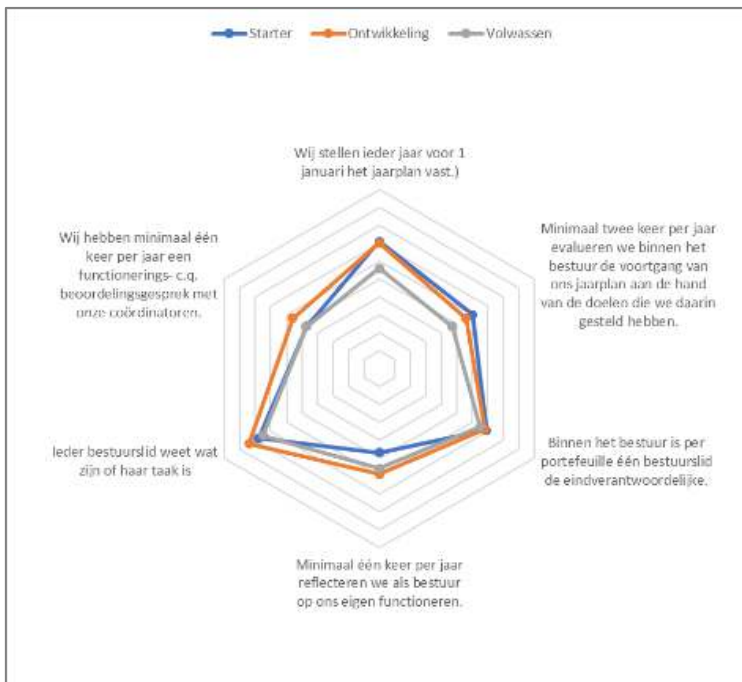 Starter Ontwikkeling Volwassen
Wij stellen ieder jaar voor 1
januari het jaarplan vast.)
Minimaal twee keer per jaar
evalueren we binnen het
bestuur de voortgang van
ons jaarplan aan de hand
van de doelen die we daarin
gesteld hebben.
Binnen het bestuur is per
portefeuille één bestuurslid
de eindverantwoordelijke.
Minimaal één keer per jaar
reflecteren we als bestuur
op ons eigen functioneren.
Ieder bestuurslid weet wat
zijn of haar taak is
Wij hebben minimaal één
keer per jaar een
functionerings- c.q.
beoordelingsgesprek met
onze coördinatoren.